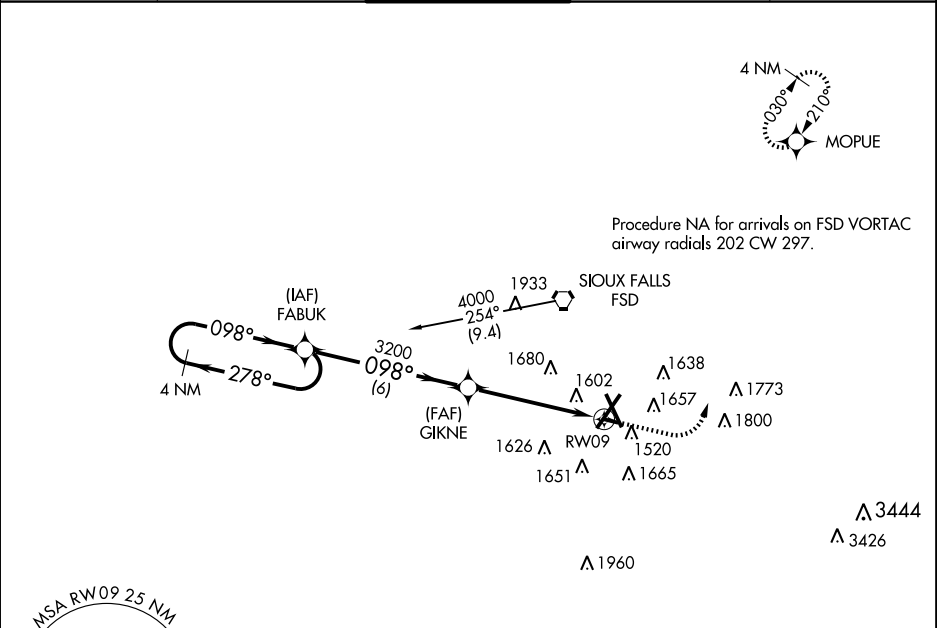 4 NM
030°
210°
MOPUE
Procedure NA for arrivals on FSD VORTAC
airway radials 202 CW 297.
1933
SIOUX FALLS
FSD
4000
254°
(9.4)
(IAF)
FABUK
098°
278°
4 NM
3200
098°
(6)
(FAF)
GIKNE
1680
1602
1638
1657
1773
1800
RW09
1520
1626
1651
1665
3444
3426
1960
MSA RW09 25 NM